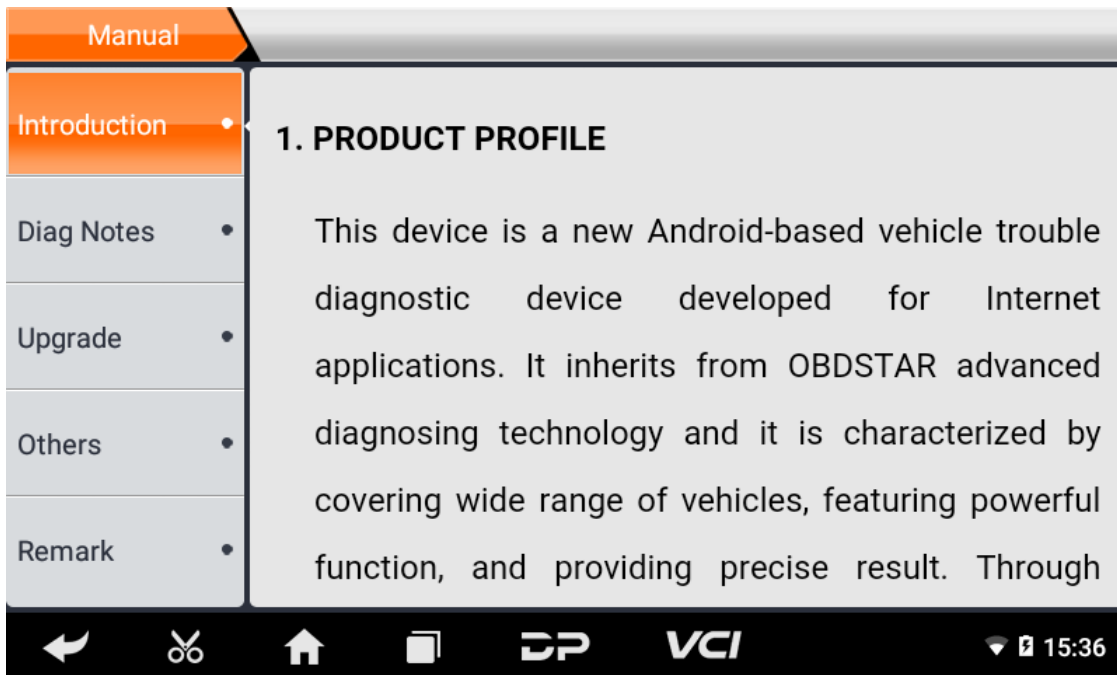 Manual
Introduction
Diag Notes
Upgrade
Others
Remark
1. PRODUCT PROFILE
This device is a new Android-based vehicle trouble
diagnostic device developed for Internet
applications. It inherits from OBDSTAR advanced
diagnosing technology and it is characterized by
covering wide range of vehicles, featuring powerful
function, and providing precise result. Through
DP VCI 15:36